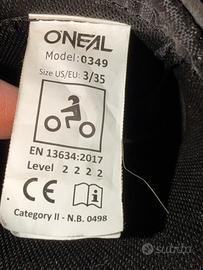 O'NEAL
Model:0349
Size US/EU: 3/35
EN 13634:2017
Level 2 2 2 2
CE
i
Category II - N.B. 0498
subito